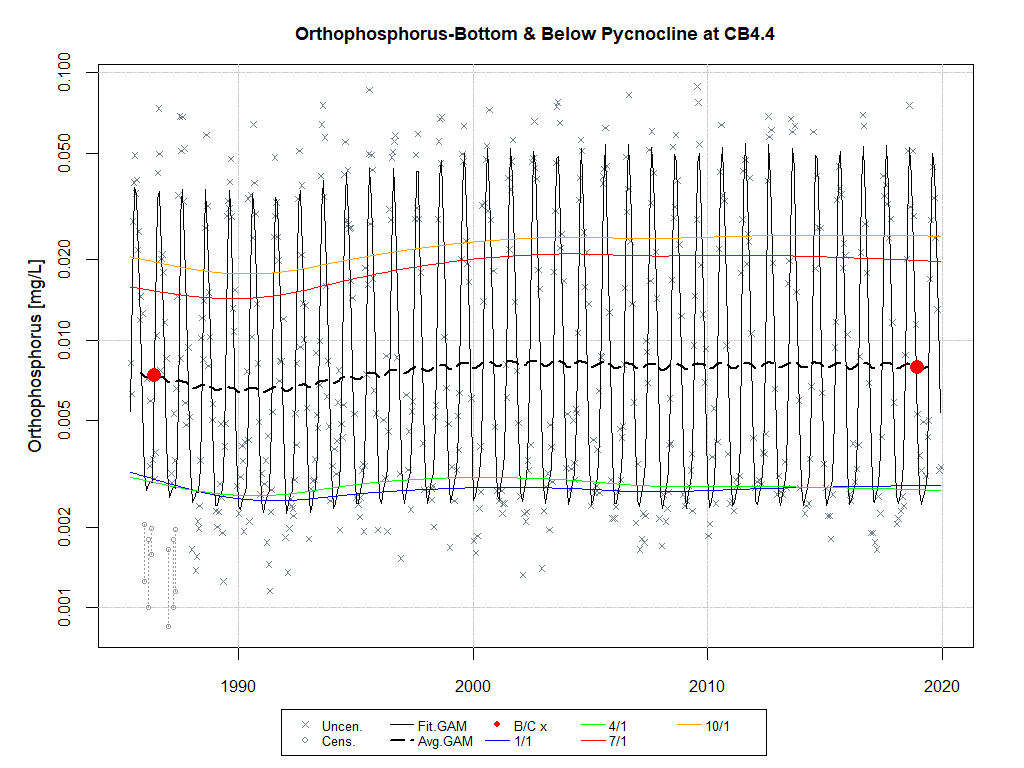 Orthophosphorus-Bottom & Below Pycnocline at CB4.4
Orthophosphorus [mg/L]
0.100
0.050
0.020
0.010
0.005
0.002
0.001
1990 2000 2010 2020
Uncen. Fit.GAM B/C x 4/1 10/1
Cens. Avg.GAM 1/1 7/1